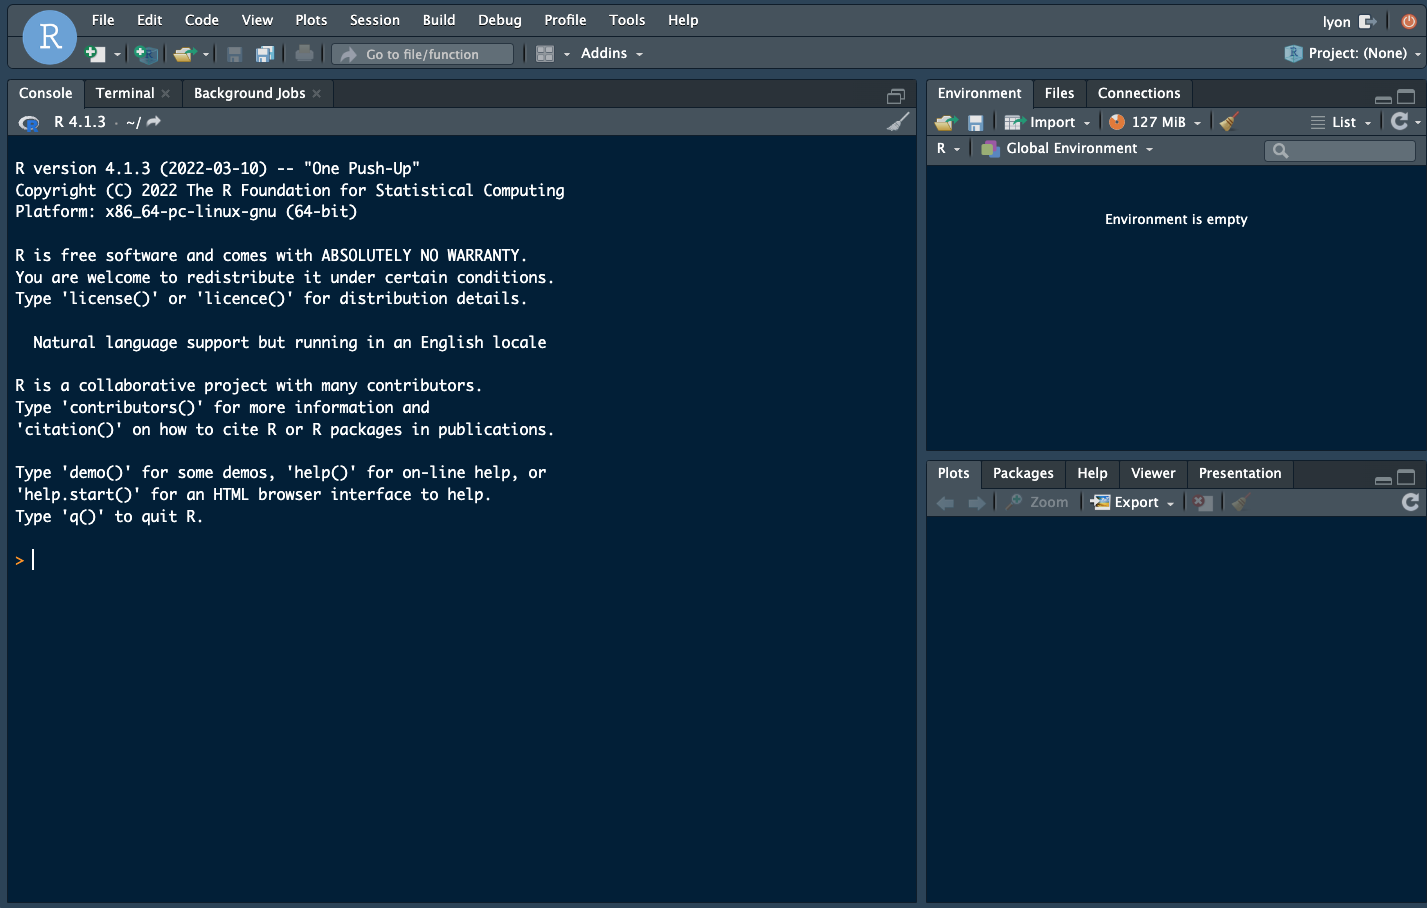 R
File Edit Code View Plots Session Build Debug Profile Tools Help
lyon
Go to file/function
Addins
Project: (None)
Console Terminal Background Jobs
R 4.1.3 · ~/
R version 4.1.3 (2022-03-10) -- "One Push-Up"
Copyright (C) 2022 The R Foundation for Statistical Computing
Platform: x86_64-pc-linux-gnu (64-bit)
R is free software and comes with ABSOLUTELY NO WARRANTY.
You are welcome to redistribute it under certain conditions.
Type 'license()' or 'licence()' for distribution details.
Natural language support but running in an English locale
R is a collaborative project with many contributors.
Type 'contributors()' for more information and
'citation()' on how to cite R or R packages in publications.
Type 'demo()' for some demos, 'help()' for on-line help, or
'help.start()' for an HTML browser interface to help.
Type 'q()' to quit R.
>
Environment Files Connections
Import 127 MiB List
R Global Environment
Environment is empty
Plots Packages Help Viewer Presentation
Zoom Export